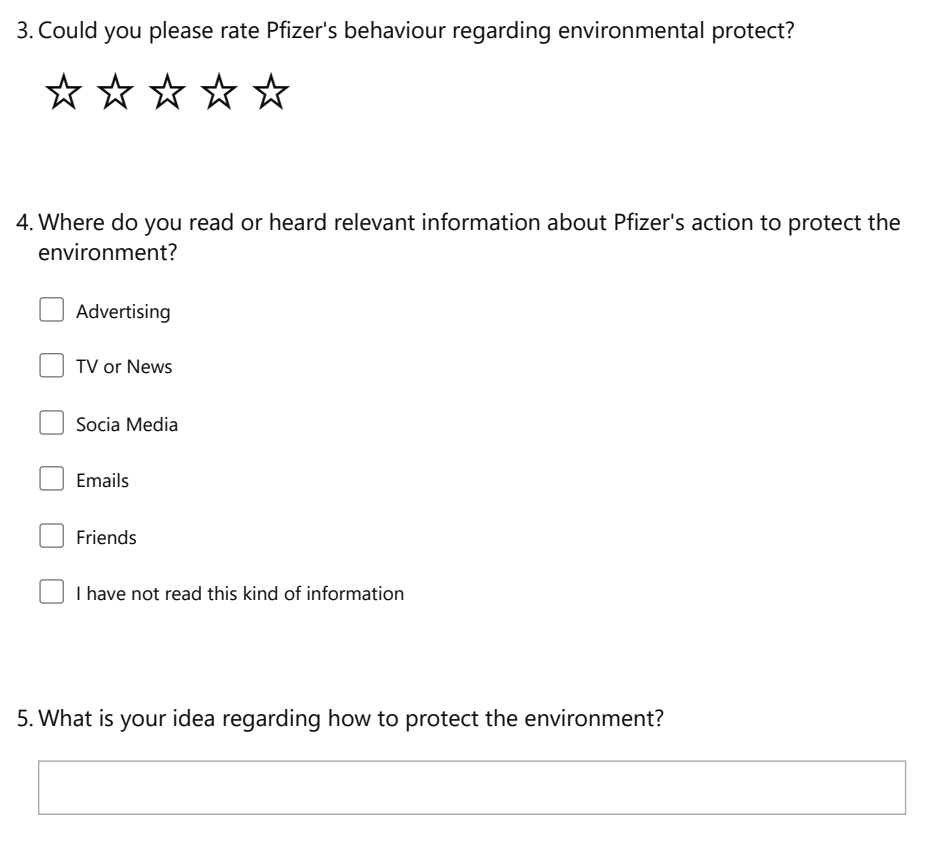 3. Could you please rate Pfizer's behaviour regarding environmental protect?
4. Where do you read or heard relevant information about Pfizer's action to protect the
environment?
Advertising
TV or News
Socia Media
Emails
Friends
I have not read this kind of information
5. What is your idea regarding how to protect the environment?